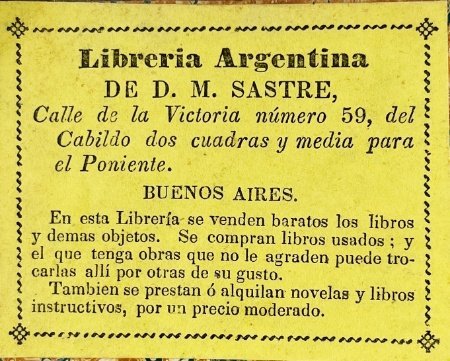 Libreria Argentina
DE D. M. SASTRE,
Calle de la Victoria número 59, del
Cabildo dos cuadras y media para
el Poniente.
BUENOS AIRES.
En esta Librería se venden baratos los libros
y demas objetos. Se compran libros usados ; y
el que tenga obras que no le agraden puede tro-
carlas allí por otras de su gusto.
Tambien se prestan ó alquilan novelas y libros
instructivos, por un precio moderado.